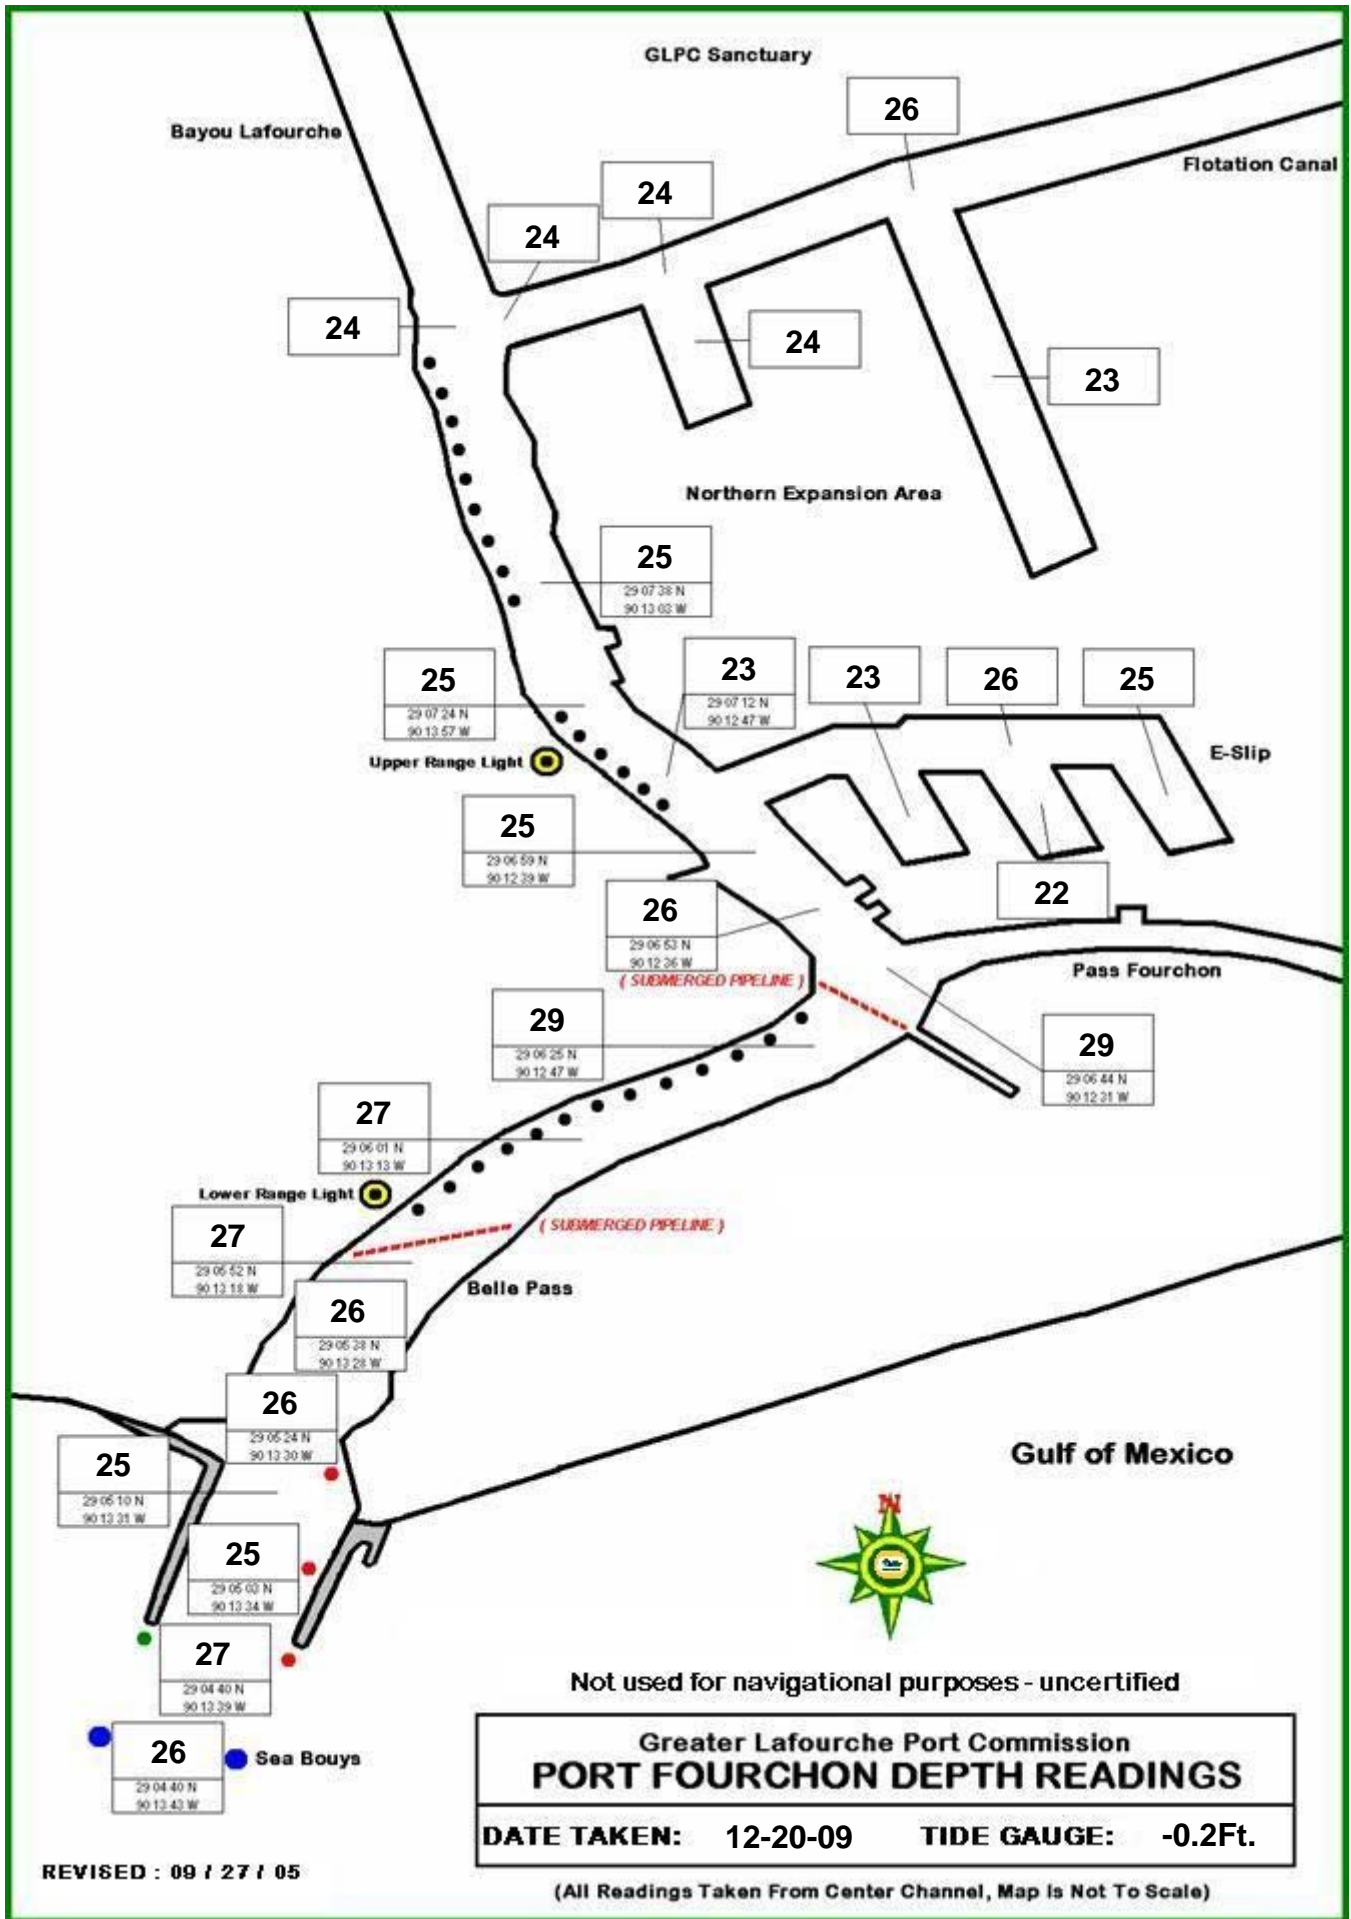 GLPC Sanctuary
26
Bayou Lafourche
Flotation Canal
24
24
24
24
23
Northern Expansion Area
25
29 07 38 N
90 13 03 W
25
29 07 24 N
90 13 57 W
23
29 07 12 N
90 12 47 W
23
26
25
E-Slip
Upper Range Light
25
29 06 59 N
90 12 39 W
22
26
29 06 53 N
90 12 36 W
( SUBMERGED PIPELINE )
Pass Fourchon
29
29 06 25 N
90 12 47 W
29
29 06 44 N
90 12 31 W
27
29 06 01 N
90 13 13 W
Lower Range Light
27
29 05 52 N
90 13 18 W
( SUBMERGED PIPELINE )
Belle Pass
26
29 05 38 N
90 13 28 W
26
29 05 24 N
90 13 30 W
25
29 05 10 N
90 13 31 W
Gulf of Mexico
N
25
29 05 03 N
90 13 34 W
27
29 04 40 N
90 13 39 W
26
29 04 40 N
90 13 43 W
Sea Bouys
Not used for navigational purposes - uncertified
Greater Lafourche Port Commission
PORT FOURCHON DEPTH READINGS
DATE TAKEN: 12-20-09 TIDE GAUGE: -0.2Ft.
REVISED : 09 / 27 / 05
(All Readings Taken From Center Channel, Map Is Not To Scale)